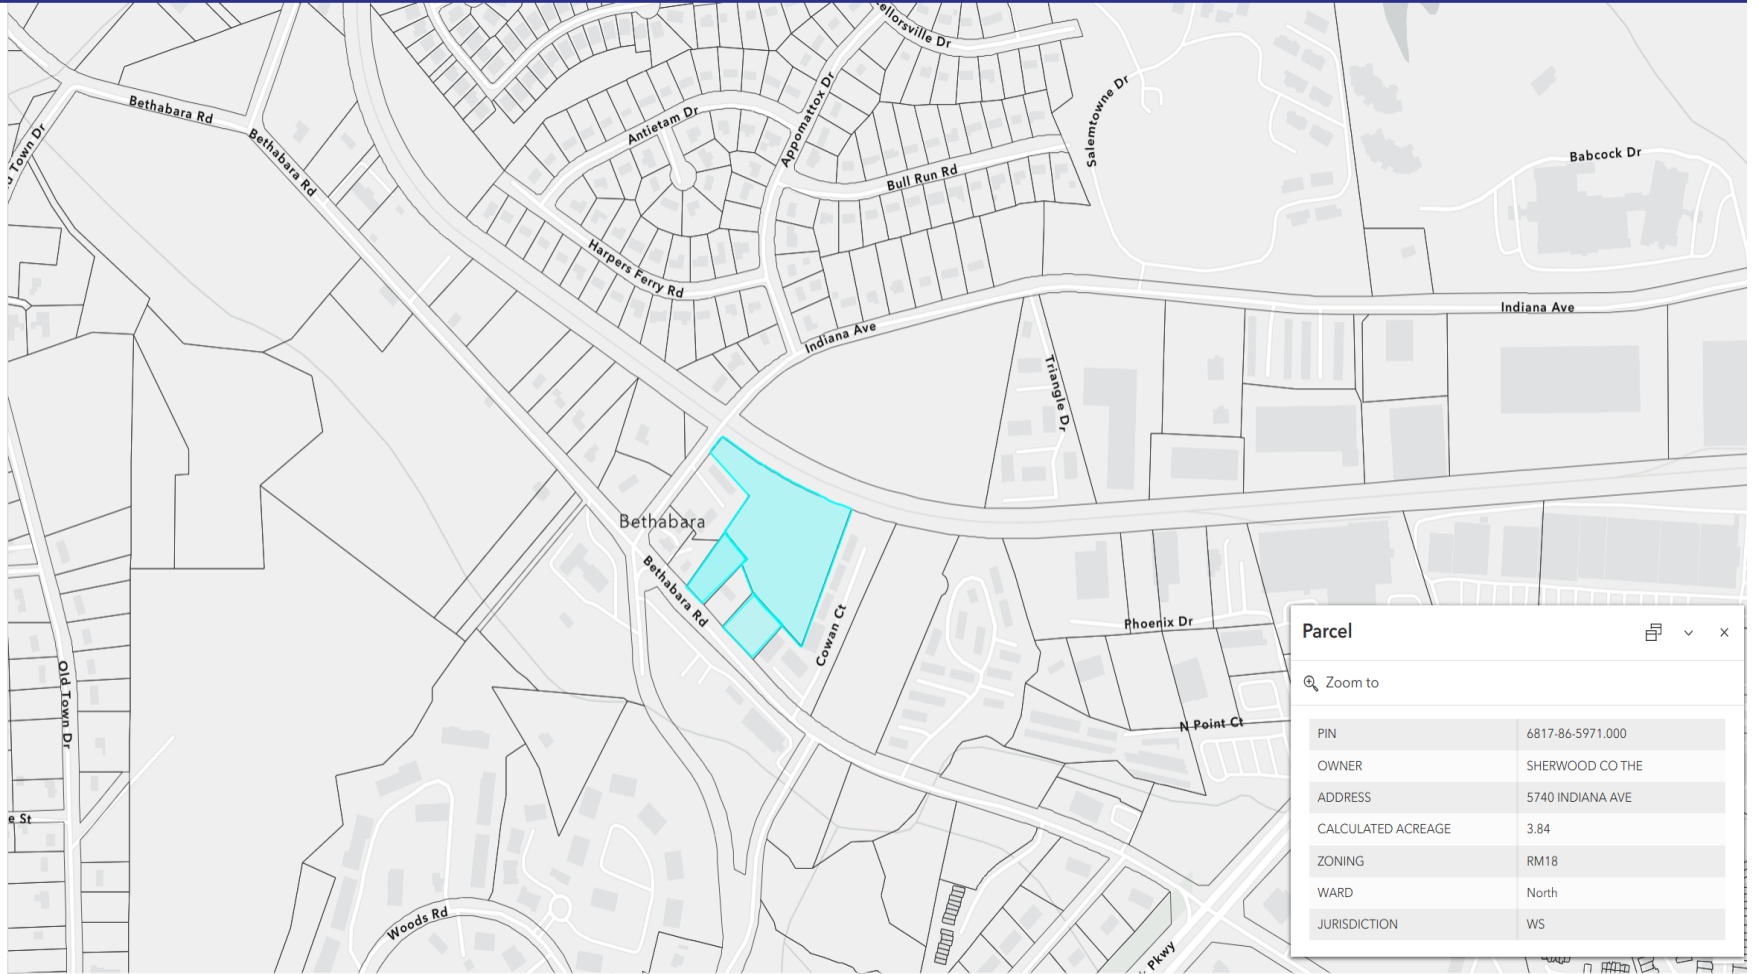 ellorsville Dr
Bethabara Rd
Bethabara Rd
d Town Dr
Antietam Dr
Appomattox Dr
Bull Run Rd
Salemtowne Dr
Babcock Dr
Harpers Ferry Rd
Indiana Ave
Indiana Ave
Triangle Dr
Bethabara
Bethabara Rd
Cowan Ct
Phoenix Dr
N Point Ct
Old Town Dr
e St
Woods Rd
Pkwy
Parcel
Zoom to
PIN 6817-86-5971.000
OWNER SHERWOOD CO THE
ADDRESS 5740 INDIANA AVE
CALCULATED ACREAGE 3.84
ZONING RM18
WARD North
JURISDICTION WS